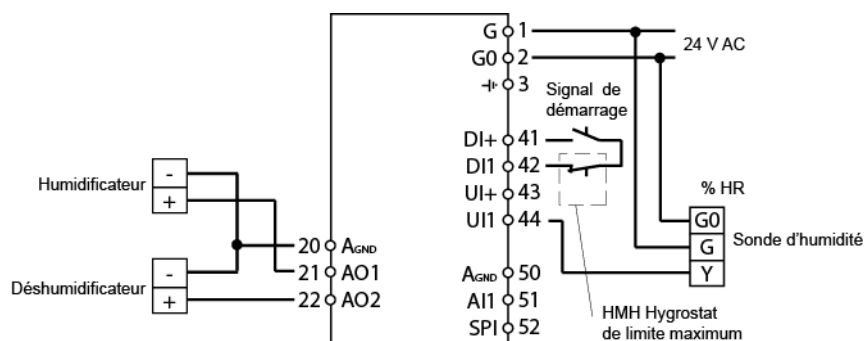 G 1
24 V AC
G0 2
3
Signal de
démarrage
DI+ 41
DI1 42
UI+ 43
UI1 44
% HR
G0
G
Y
Sonde d'humidité
Humidificateur
-
+
20 AGND
21 AO1
22 AO2
Déshumidificateur
-
+
AGND 50
AI1 51
SPI 52
HMH Hygrostat
de limite maximum